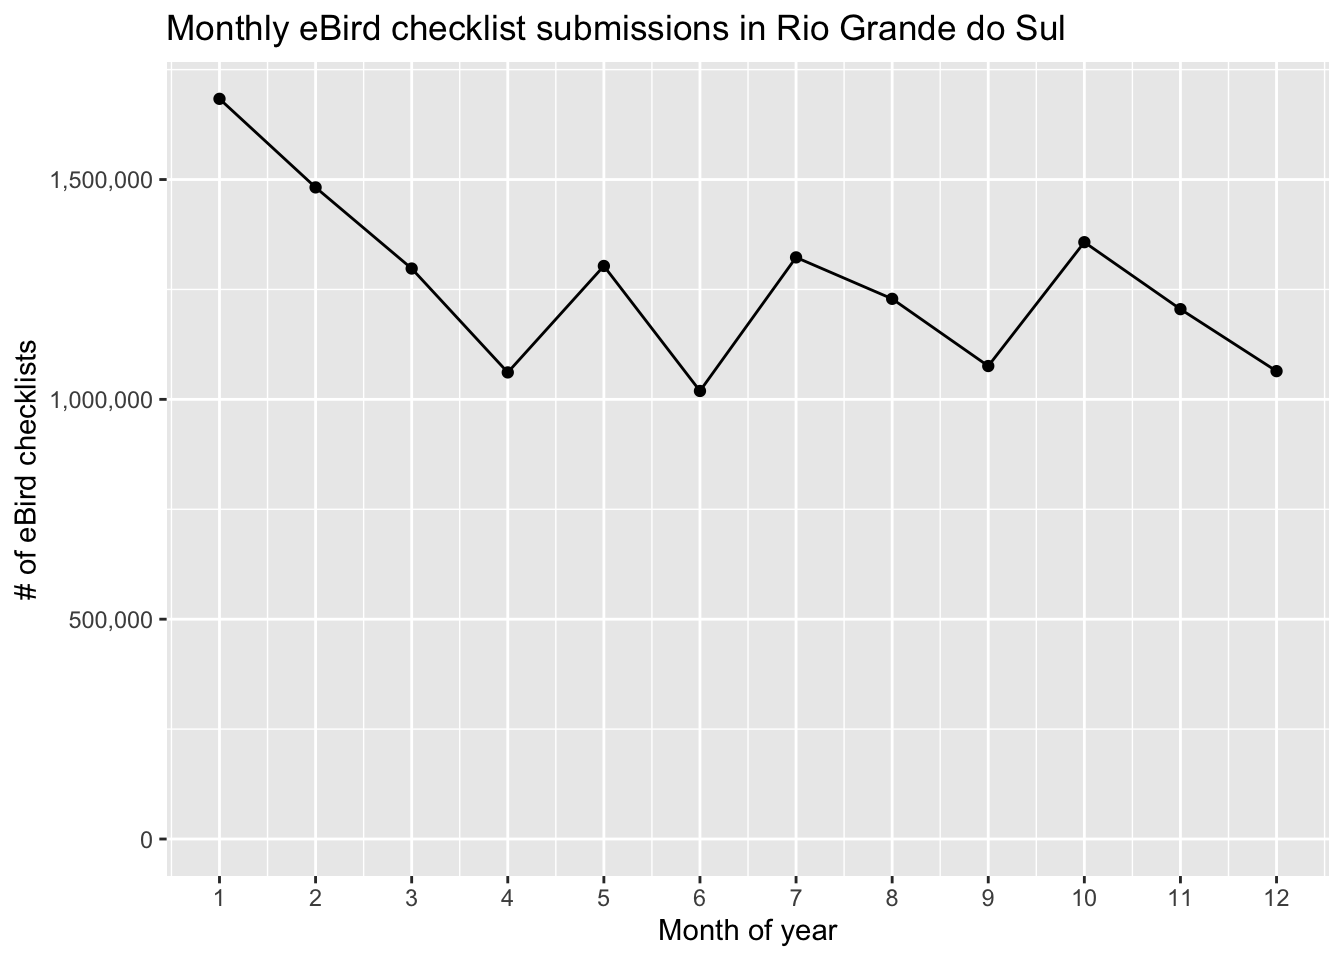 Monthly eBird checklist submissions in Rio Grande do Sul
# of eBird checklists
1,500,000
1,000,000
500,000
0
1 2 3 4 5 6 7 8 9 10 11 12
Month of year